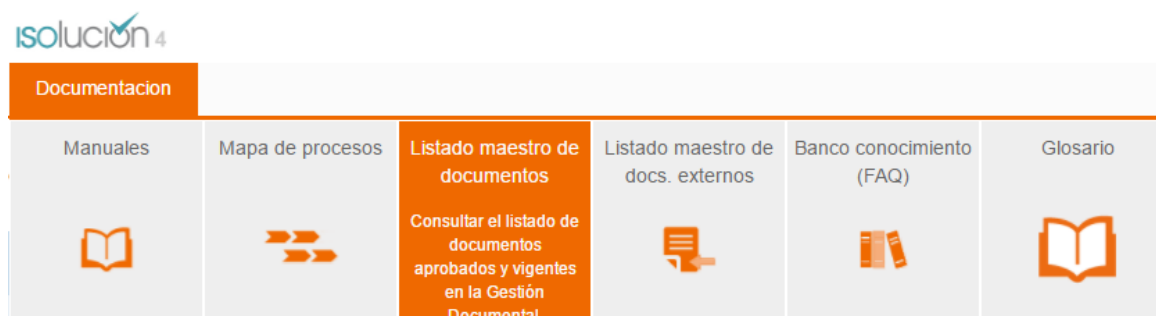 ISOlución 4
Documentacion
Manuales
Mapa de procesos
Listado maestro de
documentos
Consultar el listado de
documentos
aprobados y vigentes
en la Gestión
Documental
Listado maestro de
docs. externos
Banco conocimiento
(FAQ)
Glosario